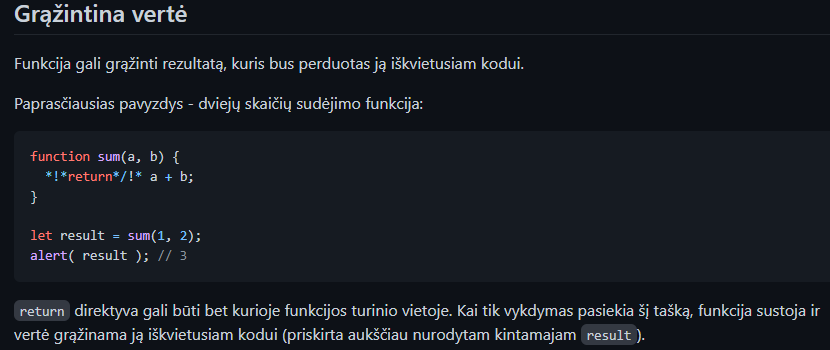 Grąžintina vertė
Funkcija gali grąžinti rezultatą, kuris bus perduotas ją iškvietusiam kodui.
Paprasčiausias pavyzdys - dviejų skaičių sudėjimo funkcija:
function sum(a, b) {
  *!*return*/!* a + b;
}
let result = sum(1, 2);
alert( result ); // 3
return direktyva gali būti bet kurioje funkcijos turinio vietoje. Kai tik vykdymas pasiekia šį tašką, funkcija sustoja ir
vertė grąžinama ją iškvietusiam kodui (priskirta aukščiau nurodytam kintamajam result).